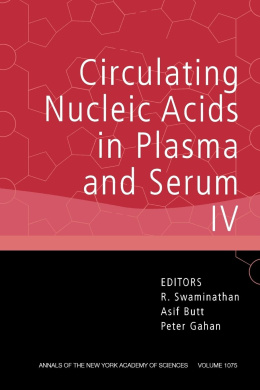 Circulating
Nucleic Acids
in Plasma
and Serum
IV
EDITORS
R. Swaminathan
Asif Butt
Peter Gahan
ANNALS OF THE NEW YORK ACADEMY OF SCIENCES VOLUME 1075